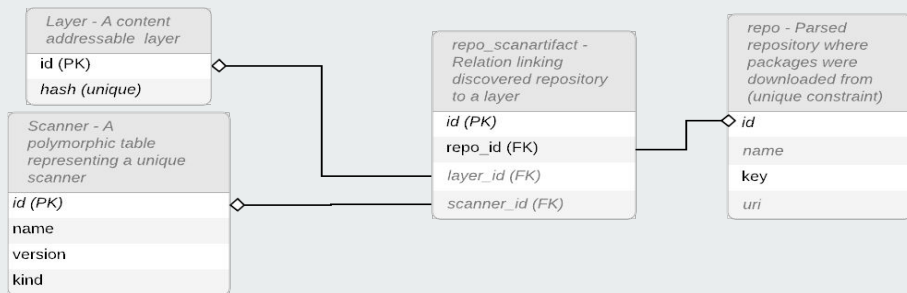 Layer - A content
addressable layer
id (PK)
hash (unique)
Scanner - A
polymorphic table
representing a unique
scanner
id (PK)
name
version
kind
repo_scanartifact -
Relation linking
discovered repository
to a layer
id (PK)
repo_id (FK)
layer_id (FK)
scanner_id (FK)
repo - Parsed
repository where
packages were
downloaded from
(unique constraint)
id
name
key
uri